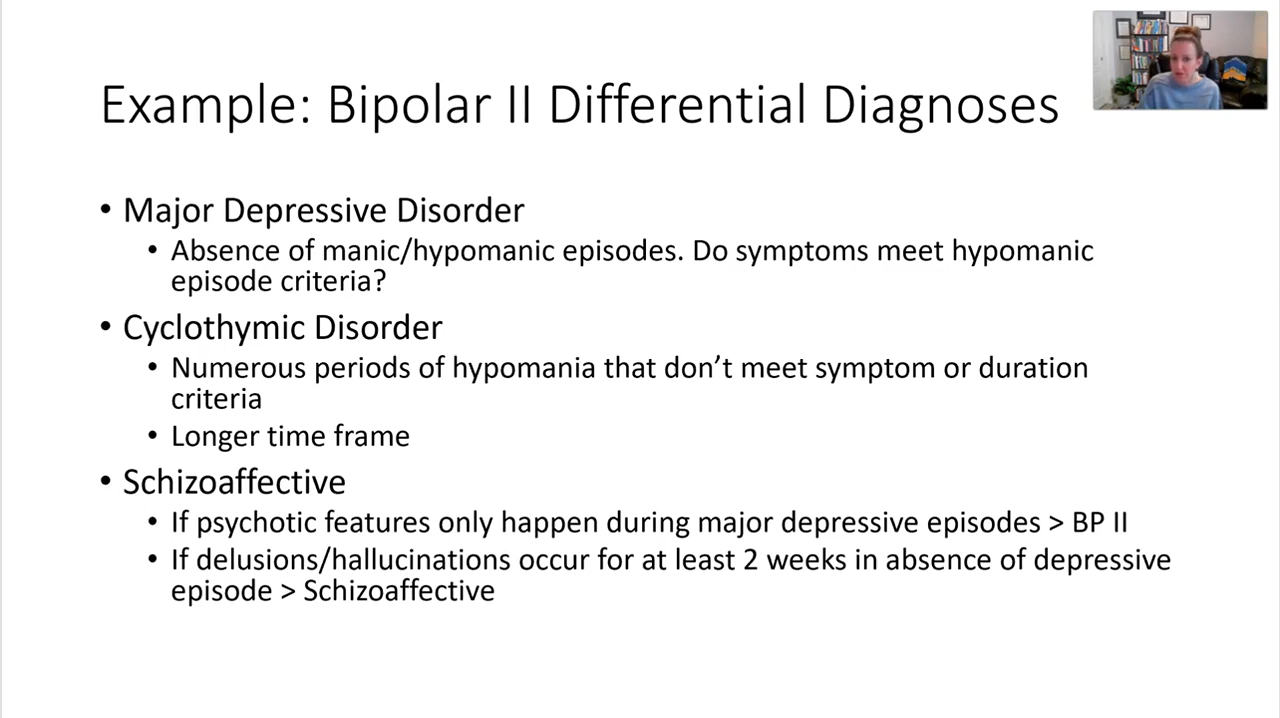 Example: Bipolar II Differential Diagnoses
• Major Depressive Disorder
• Absence of manic/hypomanic episodes. Do symptoms meet hypomanic
episode criteria?
• Cyclothymic Disorder
• Numerous periods of hypomania that don’t meet symptom or duration
criteria
• Longer time frame
• Schizoaffective
• If psychotic features only happen during major depressive episodes > BP II
• If delusions/hallucinations occur for at least 2 weeks in absence of depressive
episode > Schizoaffective